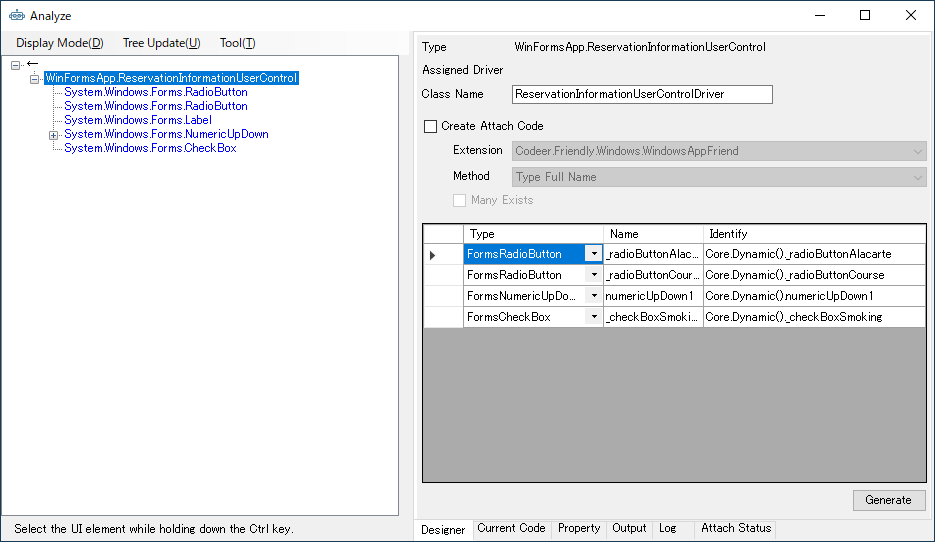 Analyze
Display Mode(D) Tree Update(U) Tool(T)
WinFormsApp.ReservationInformationUserControl
System.Windows.Forms.RadioButton
System.Windows.Forms.RadioButton
System.Windows.Forms.Label
System.Windows.Forms.NumericUpDown
System.Windows.Forms.CheckBox
Select the UI element while holding down the Ctrl key.
Type WinFormsApp.ReservationInformationUserControl
Assigned Driver
Class Name ReservationInformationUserControlDriver
Create Attach Code
Extension Codeer.Friendly.Windows.WindowsAppFriend
Method Type Full Name
Many Exists
Type Name Identify
FormsRadioButton _radioButtonAlac... Core.Dynamic()._radioButtonAlacarte
FormsRadioButton _radioButtonCour... Core.Dynamic()._radioButtonCourse
FormsNumericUpDo... numericUpDown1 Core.Dynamic().numericUpDown1
FormsCheckBox _checkBoxSmoki... Core.Dynamic()._checkBoxSmoking
Generate
Designer Current Code Property Output Log Attach Status